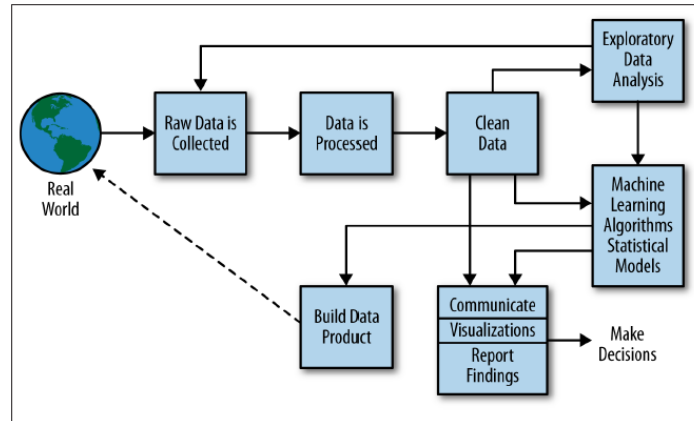 Exploratory
Data
Analysis
Raw Data is
Collected
Data is
Processed
Clean
Data
Real
World
Machine
Learning
Algorithms
Statistical
Models
Build Data
Product
Communicate
Visualizations
Report
Findings
Make
Decisions